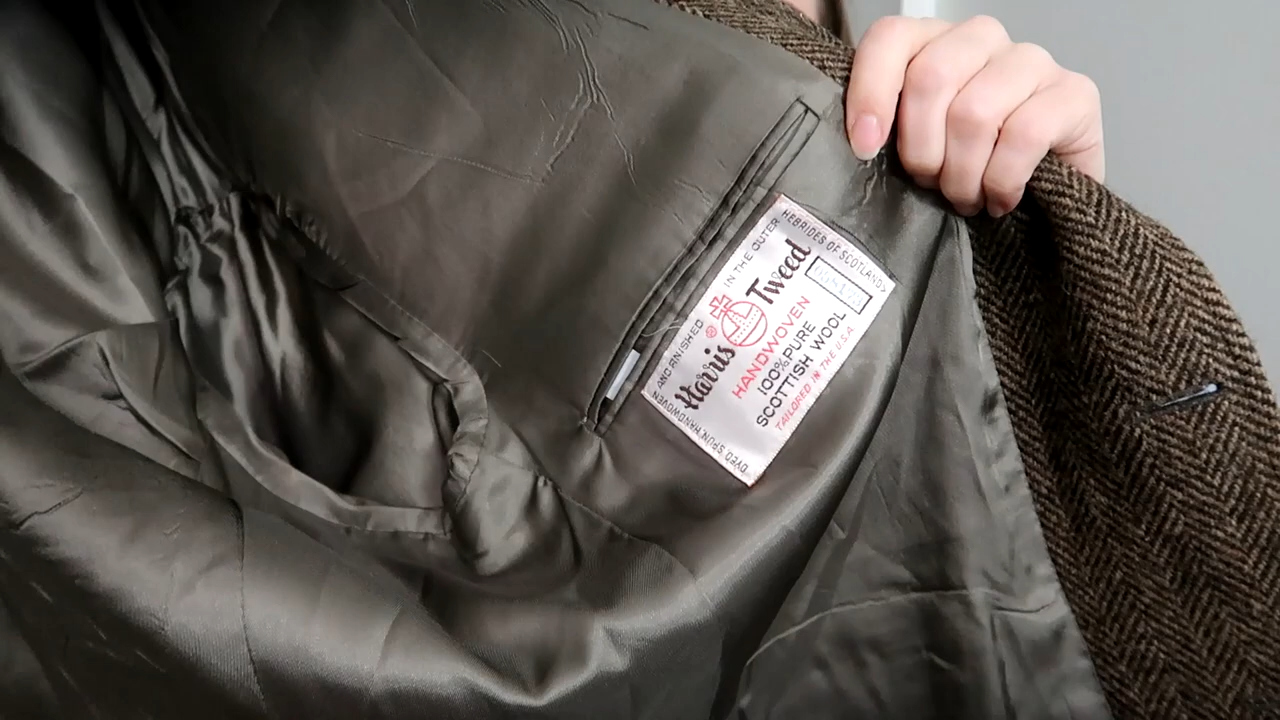 HEBRIDES OF SCOTLAND
DYED, SPUN, HANDWOVEN AND FINISHED IN THE OUTER
Harris ® Tweed
HANDWOVEN
100% PURE
SCOTTISH WOOL
TAILORED IN THE U.S.A